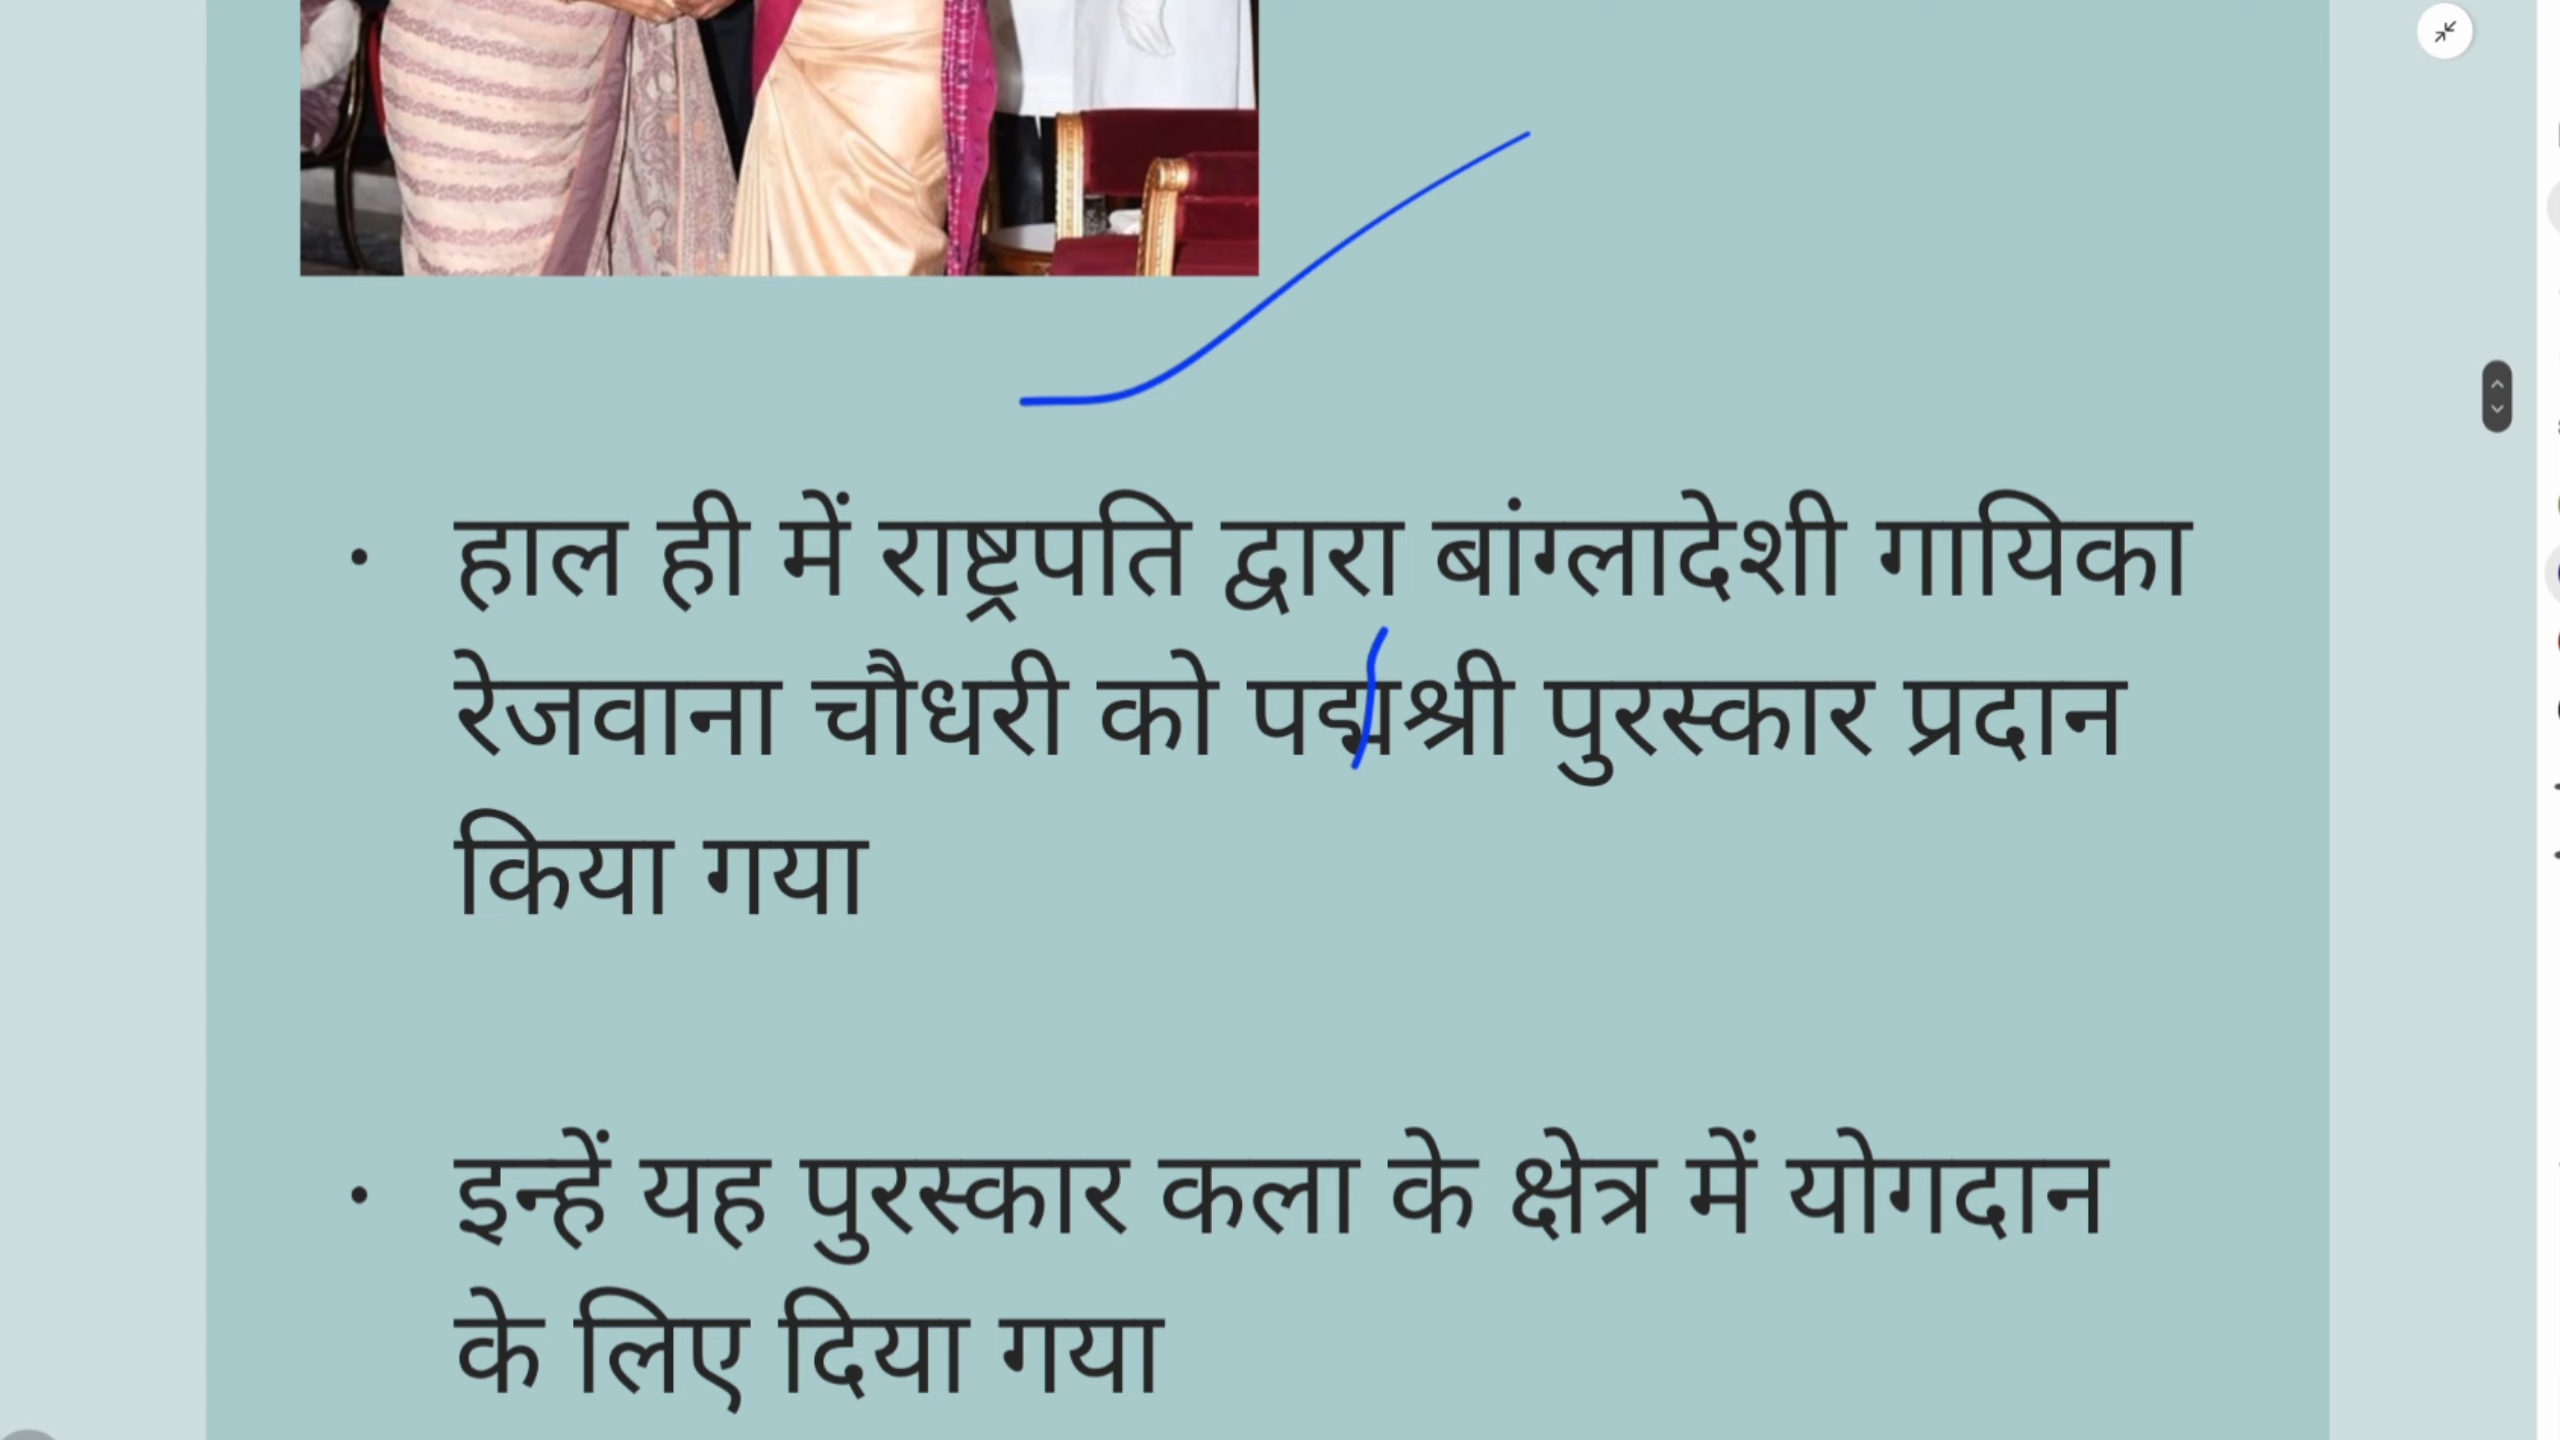 • हाल ही में राष्ट्रपति द्वारा बांग्लादेशी गायिका
रेजवाना चौधरी को पद्मश्री पुरस्कार प्रदान
किया गया
• इन्हें यह पुरस्कार कला के क्षेत्र में योगदान
के लिए दिया गया